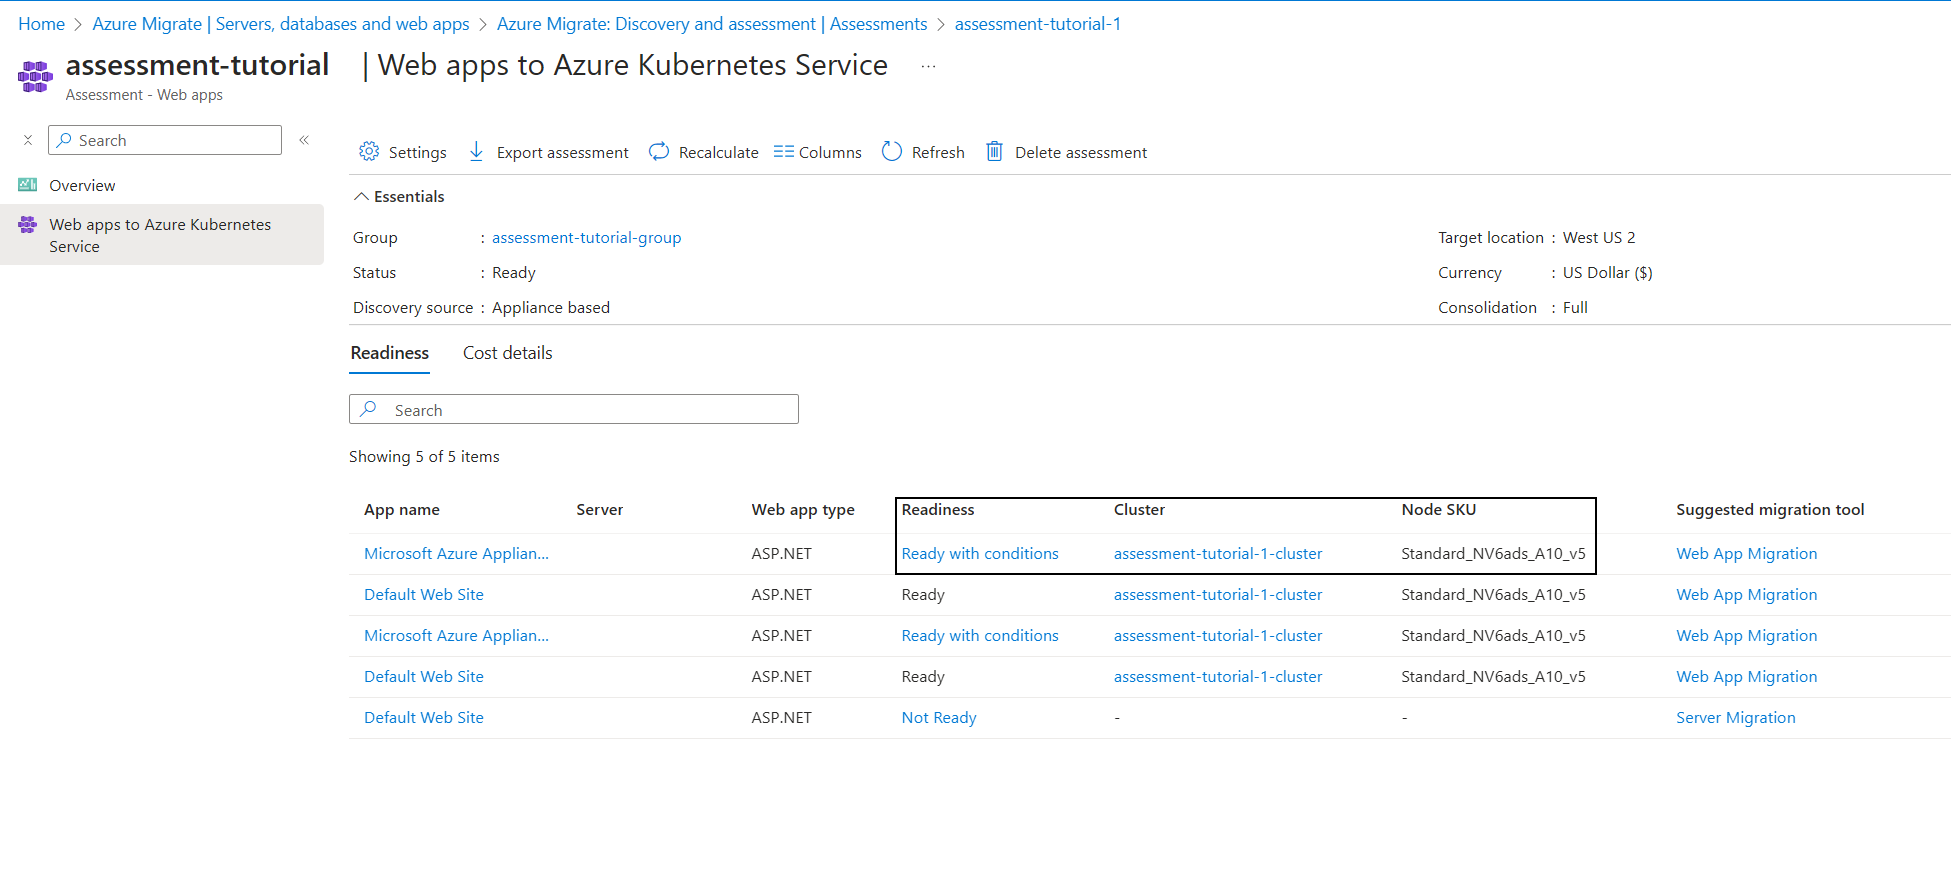 Home > Azure Migrate | Servers, databases and web apps > Azure Migrate: Discovery and assessment | Assessments > assessment-tutorial-1
assessment-tutorial | Web apps to Azure Kubernetes Service ...
Assessment - Web apps
Search
Overview
Web apps to Azure Kubernetes
Service
Settings Export assessment Recalculate Columns Refresh Delete assessment
Essentials
Group : assessment-tutorial-group Target location : West US 2
Status : Ready Currency : US Dollar ($)
Discovery source : Appliance based Consolidation : Full
Readiness Cost details
Search
Showing 5 of 5 items
App name Server Web app type Readiness Cluster Node SKU Suggested migration tool
Microsoft Azure Applian... ASP.NET Ready with conditions assessment-tutorial-1-cluster Standard_NV6ads_A10_v5 Web App Migration
Default Web Site ASP.NET Ready assessment-tutorial-1-cluster Standard_NV6ads_A10_v5 Web App Migration
Microsoft Azure Applian... ASP.NET Ready with conditions assessment-tutorial-1-cluster Standard_NV6ads_A10_v5 Web App Migration
Default Web Site ASP.NET Ready assessment-tutorial-1-cluster Standard_NV6ads_A10_v5 Web App Migration
Default Web Site ASP.NET Not Ready - - Server Migration